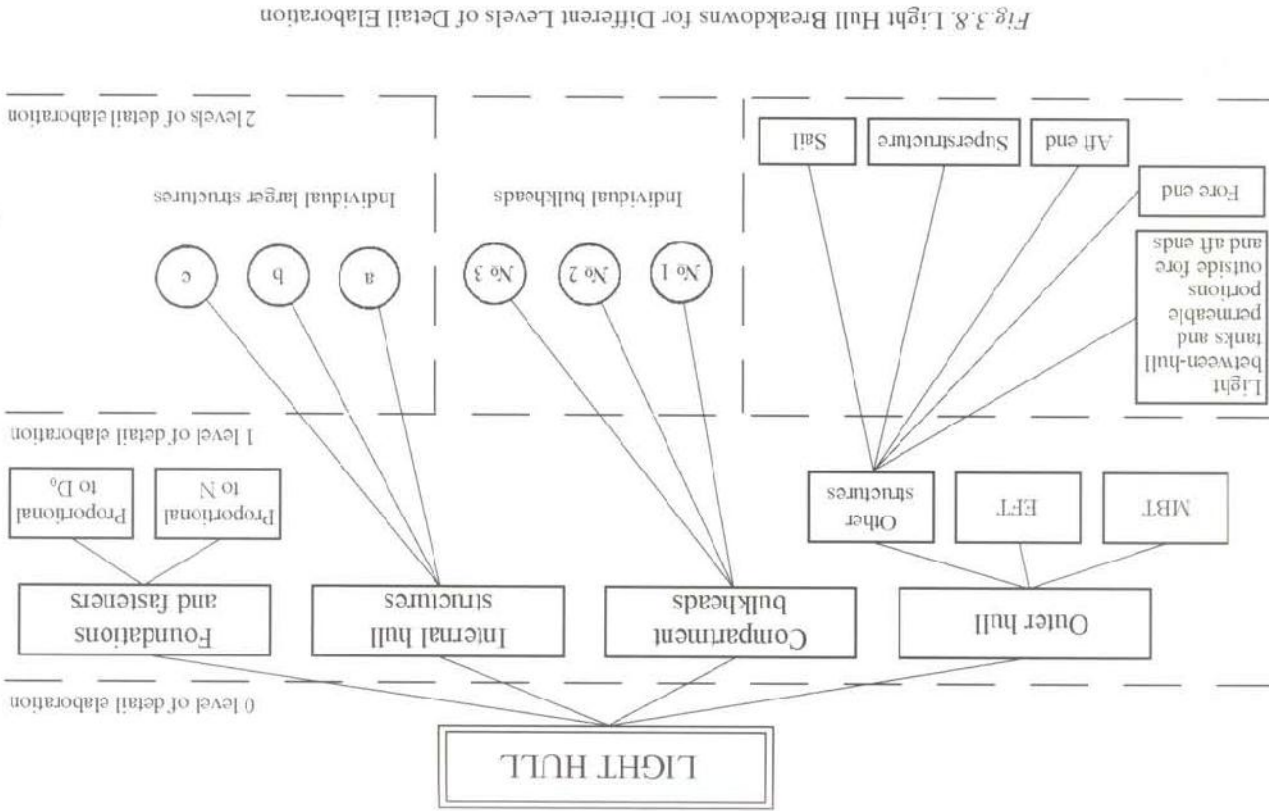 LIGHT HULL
0 level of detail elaboration
Outer hull
Compartment
bulkheads
Internal hull
structures
Foundations
and fasteners
MBT
EFT
Other
structures
Proportional
to N
Proportional
to D₀
1 level of detail elaboration
Light
between-hull
tanks and
permeable
portions
outside fore
and aft ends
Fore end
Aft end
Superstructure
Sail
№ 1
№ 2
№ 3
Individual bulkheads
a
b
c
Individual larger structures
2 levels of detail elaboration
Fig.3.8. Light Hull Breakdowns for Different Levels of Detail Elaboration